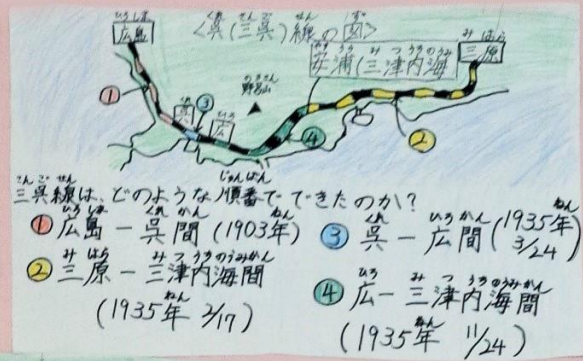 広島
<呉(三呉)線の図>
三原
安浦(三津内海
野呂山
①
呉
③
広
④
②
三呉線は、どのような順番でできたのか?
① 広島ー呉間(1903年)
② 三原ー三津内海間
(1935年 2/17)
③ 呉ー広間(1935年 3/24)
④ 広ー三津内海間
(1935年 11/24)